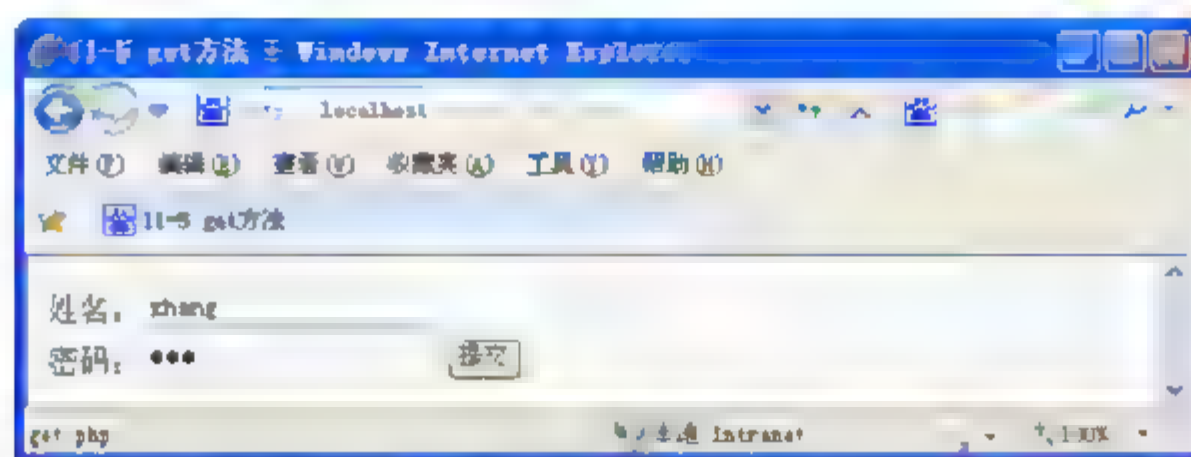 11-5 get方法 - Windows Internet Explorer
localhost
文件(F) 编辑(E) 查看(V) 收藏夹(A) 工具(T) 帮助(H)
11-5 get方法
姓名: zhang
密码: ●●● 提交
get php 本地 Intranet 100%